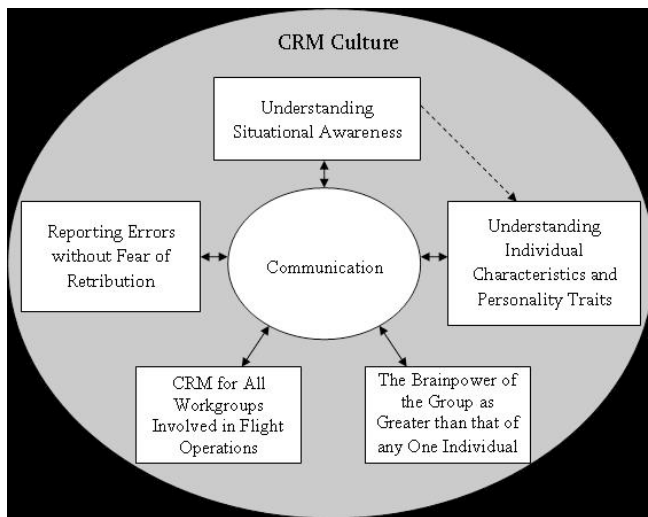 CRM Culture
Understanding
Situational Awareness
Reporting Errors
without Fear of
Retribution
Communication
Understanding
Individual
Characteristics and
Personality Traits
CRM for All
Workgroups
Involved in Flight
Operations
The Brainpower of
the Group as
Greater than that of
any One Individual